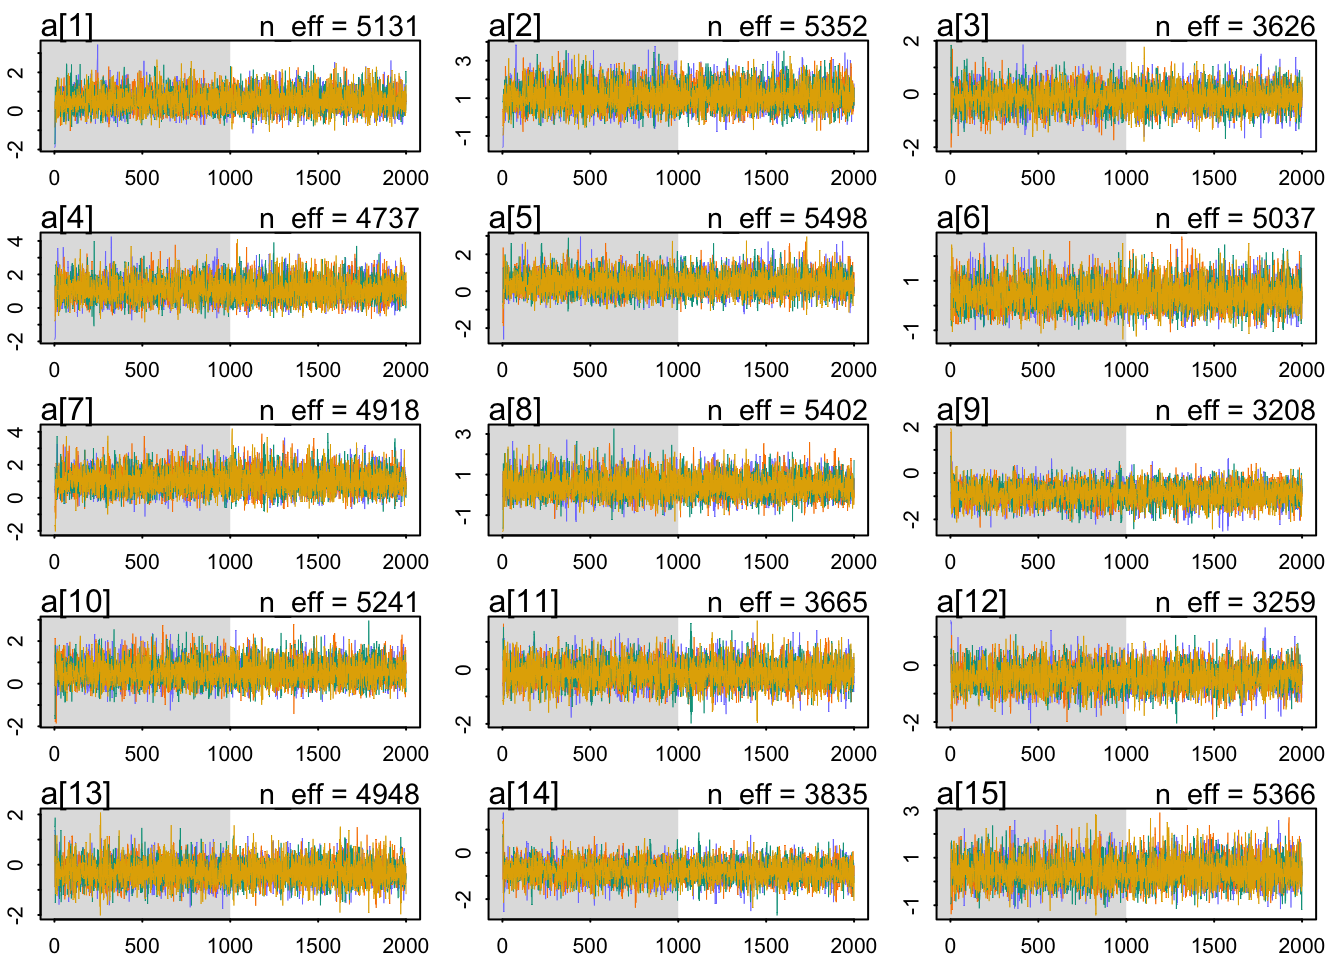 a[1] n_eff = 5131 a[2] n_eff = 5352 a[3] n_eff = 3626
2 0 -2 3 1 -1 2 0 -2
0 500 1000 1500 2000 0 500 1000 1500 2000 0 500 1000 1500 2000
a[4] n_eff = 4737 a[5] n_eff = 5498 a[6] n_eff = 5037
4 2 0 -2 2 0 -2 1 -1
0 500 1000 1500 2000 0 500 1000 1500 2000 0 500 1000 1500 2000
a[7] n_eff = 4918 a[8] n_eff = 5402 a[9] n_eff = 3208
4 2 0 -2 3 1 -1 2 0 -2
0 500 1000 1500 2000 0 500 1000 1500 2000 0 500 1000 1500 2000
a[10] n_eff = 5241 a[11] n_eff = 3665 a[12] n_eff = 3259
2 0 -2 0 -2 0 -2
0 500 1000 1500 2000 0 500 1000 1500 2000 0 500 1000 1500 2000
a[13] n_eff = 4948 a[14] n_eff = 3835 a[15] n_eff = 5366
2 0 -2 0 -2 3 1 -1
0 500 1000 1500 2000 0 500 1000 1500 2000 0 500 1000 1500 2000